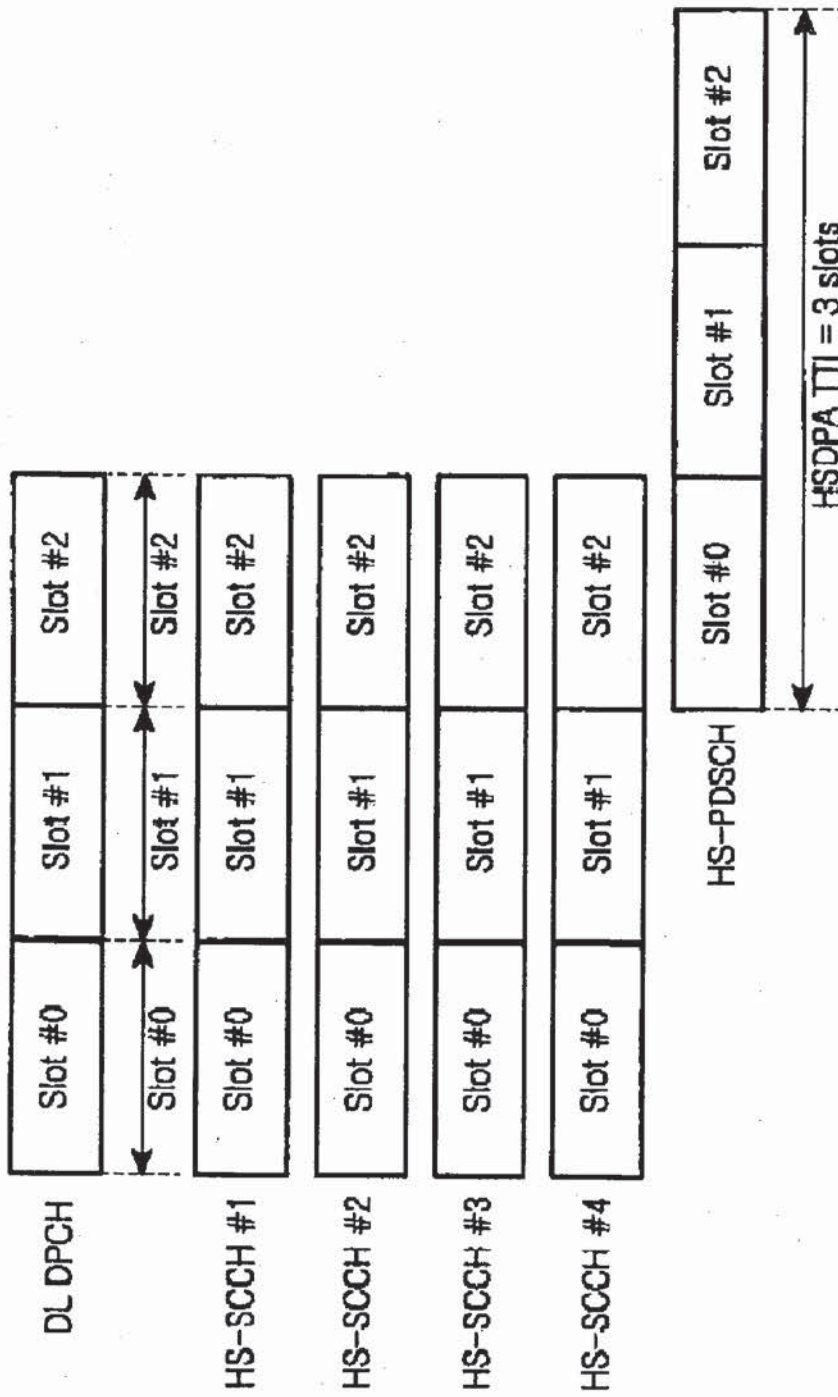 DL DPCH
Slot #0 Slot #1 Slot #2
Slot #0 Slot #1 Slot #2
HS-SCCH #1
Slot #0 Slot #1 Slot #2
HS-SCCH #2
Slot #0 Slot #1 Slot #2
HS-SCCH #3
Slot #0 Slot #1 Slot #2
HS-SCCH #4
Slot #0 Slot #1 Slot #2
HS-PDSCH
Slot #0 Slot #1 Slot #2
HSDPA TTI = 3 slots